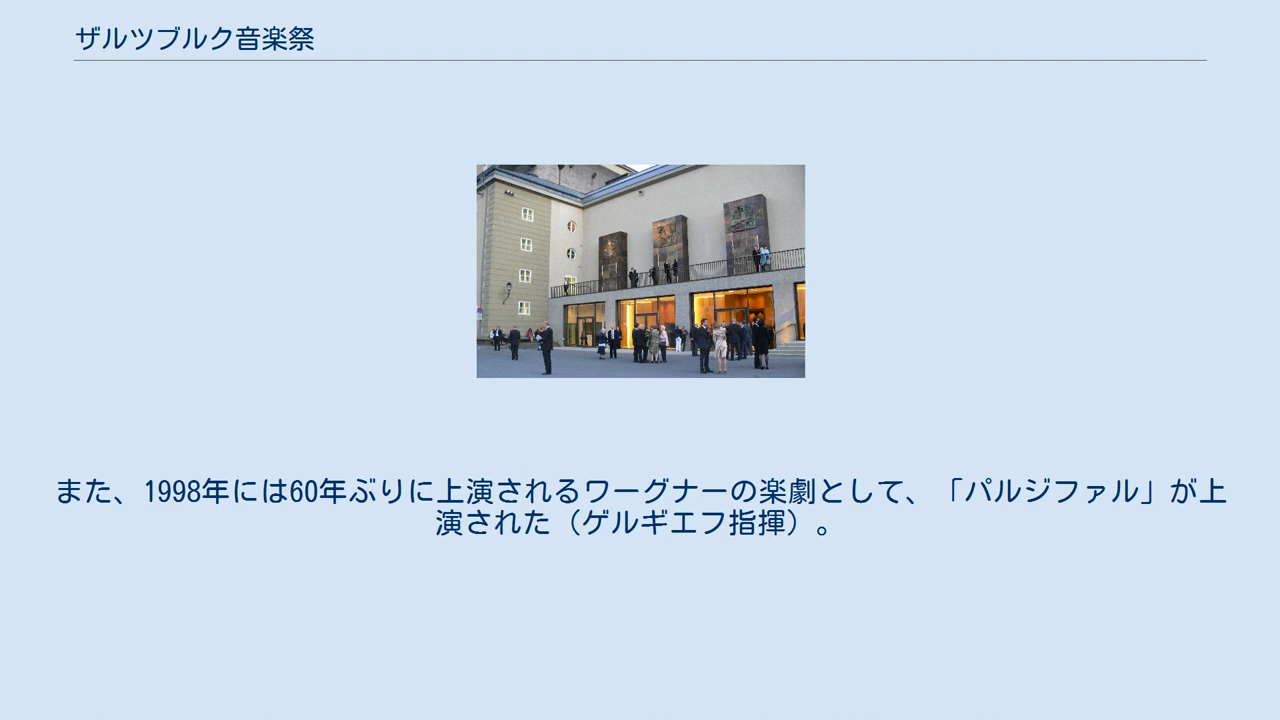 ザルツブルク音楽祭
また、1998年には60年ぶりに上演されるワーグナーの楽劇として、「パルジファル」が上
演された（ゲルギエフ指揮）。